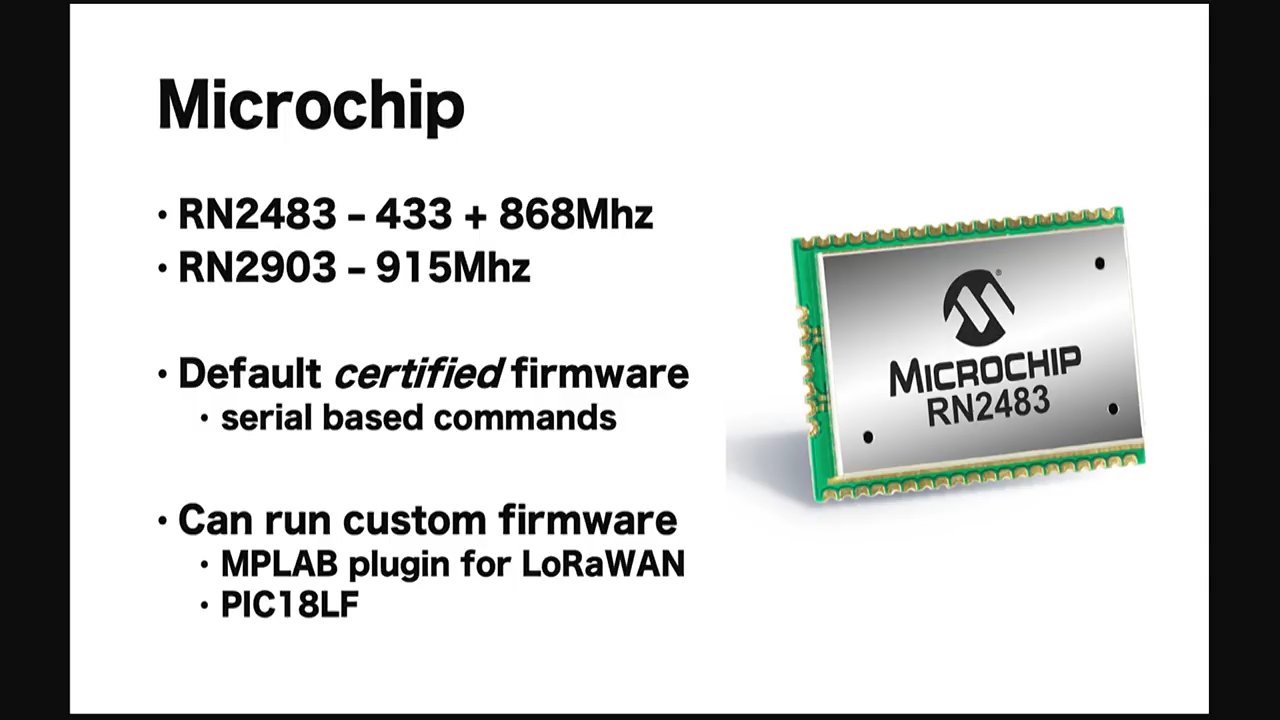 Microchip
• RN2483 – 433 + 868Mhz
• RN2903 – 915Mhz
• Default certified firmware
• serial based commands
• Can run custom firmware
• MPLAB plugin for LoRaWAN
• PIC18LF
®
MICROCHIP
RN2483